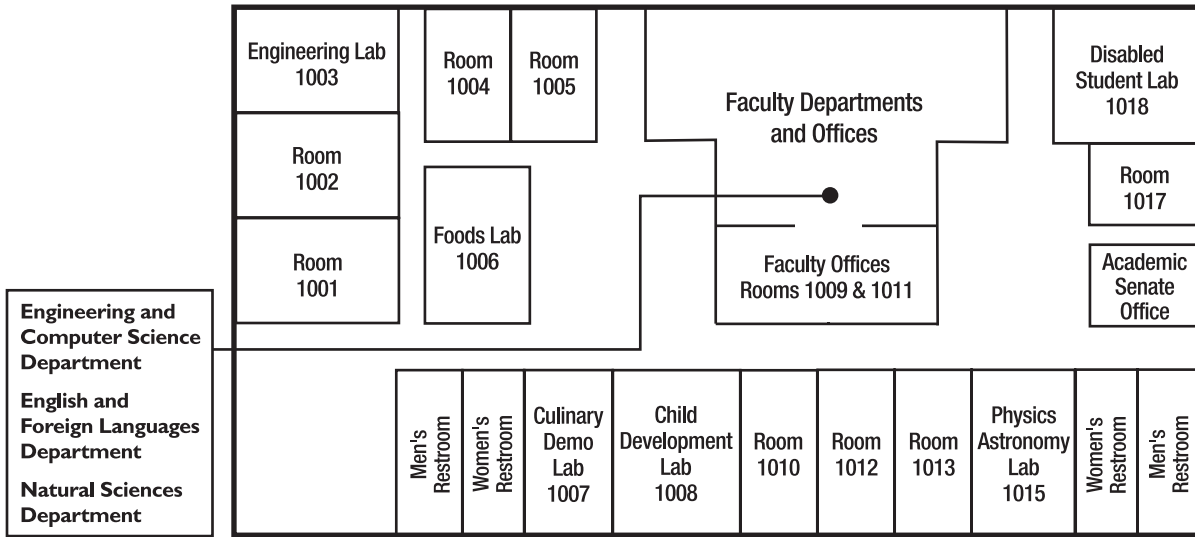 Engineering Lab
1003
Room
1004
Room
1005
Faculty Departments
and Offices
Disabled
Student Lab
1018
Room
1002
Room
1017
Foods Lab
1006
Room
1001
Faculty Offices
Rooms 1009 & 1011
Academic
Senate
Office
Engineering and
Computer Science
Department
English and
Foreign Languages
Department
Natural Sciences
Department
Men's
Restroom
Women's
Restroom
Culinary
Demo
Lab
1007
Child
Development
Lab
1008
Room
1010
Room
1012
Room
1013
Physics
Astronomy
Lab
1015
Women's
Restroom
Men's
Restroom